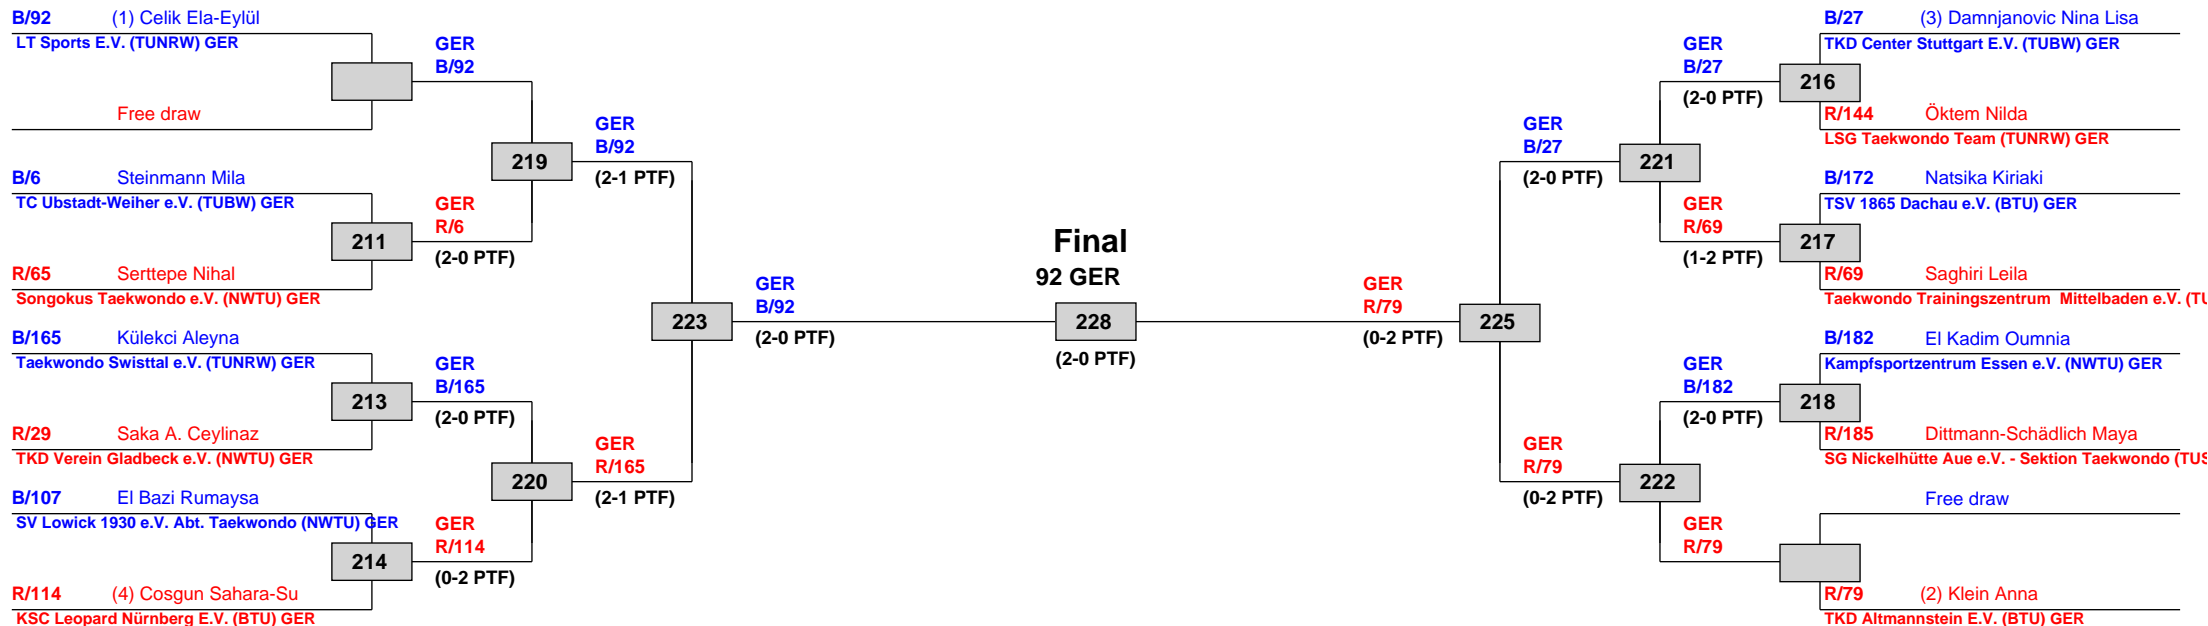 B/92 (1) Celik Ela-Eylül
LT Sports E.V. (TUNRW) GER
Free draw
B/6 Steinmann Mila
TC Ubstadt-Weiher e.V. (TUBW) GER
R/65 Serttepe Nihal
Songokus Taekwondo e.V. (NWTU) GER
B/165 Külekci Aleyna
Taekwondo Swisttal e.V. (TUNRW) GER
R/29 Saka A. Ceylinaz
TKD Verein Gladbeck e.V. (NWTU) GER
B/107 El Bazi Rumaysa
SV Lowick 1930 e.V. Abt. Taekwondo (NWTU) GER
R/114 (4) Cosgun Sahara-Su
KSC Leopard Nürnberg E.V. (BTU) GER
211
213
214
GER
B/92
GER
R/6
(2-0 PTF)
GER
B/165
(2-0 PTF)
GER
R/114
(0-2 PTF)
219
220
GER
B/92
(2-1 PTF)
GER
R/165
(2-1 PTF)
223
GER
B/92
(2-0 PTF)
Final
92 GER
228
(2-0 PTF)
GER
R/79
(0-2 PTF)
225
GER
B/27
(2-0 PTF)
GER
R/79
(0-2 PTF)
221
222
GER
B/27
(2-0 PTF)
GER
R/69
(1-2 PTF)
GER
B/182
(2-0 PTF)
GER
R/79
216
217
218
B/27 (3) Damnjanovic Nina Lisa
TKD Center Stuttgart E.V. (TUBW) GER
R/144 Öktem Nilda
LSG Taekwondo Team (TUNRW) GER
B/172 Natsika Kiriaki
TSV 1865 Dachau e.V. (BTU) GER
R/69 Saghiri Leila
Taekwondo Trainingszentrum Mittelbaden e.V. (TU
B/182 El Kadim Oumnia
Kampfsportzentrum Essen e.V. (NWTU) GER
R/185 Dittmann-Schädlich Maya
SG Nickelhütte Aue e.V. - Sektion Taekwondo (TUS
Free draw
R/79 (2) Klein Anna
TKD Altmannstein E.V. (BTU) GER